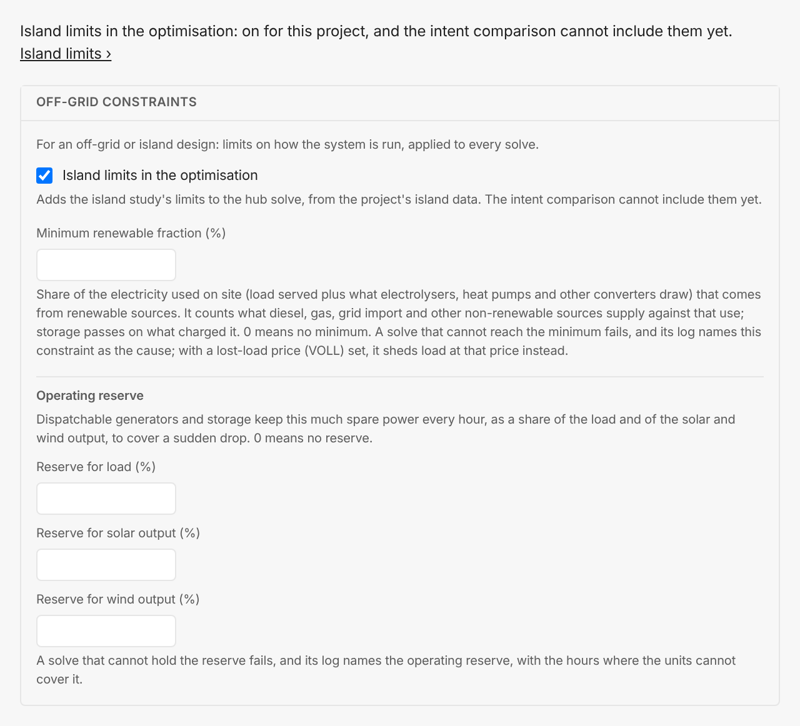 Island limits in the optimisation: on for this project, and the intent comparison cannot include them yet.
Island limits ›
OFF-GRID CONSTRAINTS
For an off-grid or island design: limits on how the system is run, applied to every solve.
Island limits in the optimisation
Adds the island study's limits to the hub solve, from the project's island data. The intent comparison cannot include them yet.
Minimum renewable fraction (%)
Share of the electricity used on site (load served plus what electrolysers, heat pumps and other converters draw) that comes
from renewable sources. It counts what diesel, gas, grid import and other non-renewable sources supply against that use;
storage passes on what charged it. 0 means no minimum. A solve that cannot reach the minimum fails, and its log names this
constraint as the cause; with a lost-load price (VOLL) set, it sheds load at that price instead.
Operating reserve
Dispatchable generators and storage keep this much spare power every hour, as a share of the load and of the solar and
wind output, to cover a sudden drop. 0 means no reserve.
Reserve for load (%)
Reserve for solar output (%)
Reserve for wind output (%)
A solve that cannot hold the reserve fails, and its log names the operating reserve, with the hours where the units cannot
cover it.